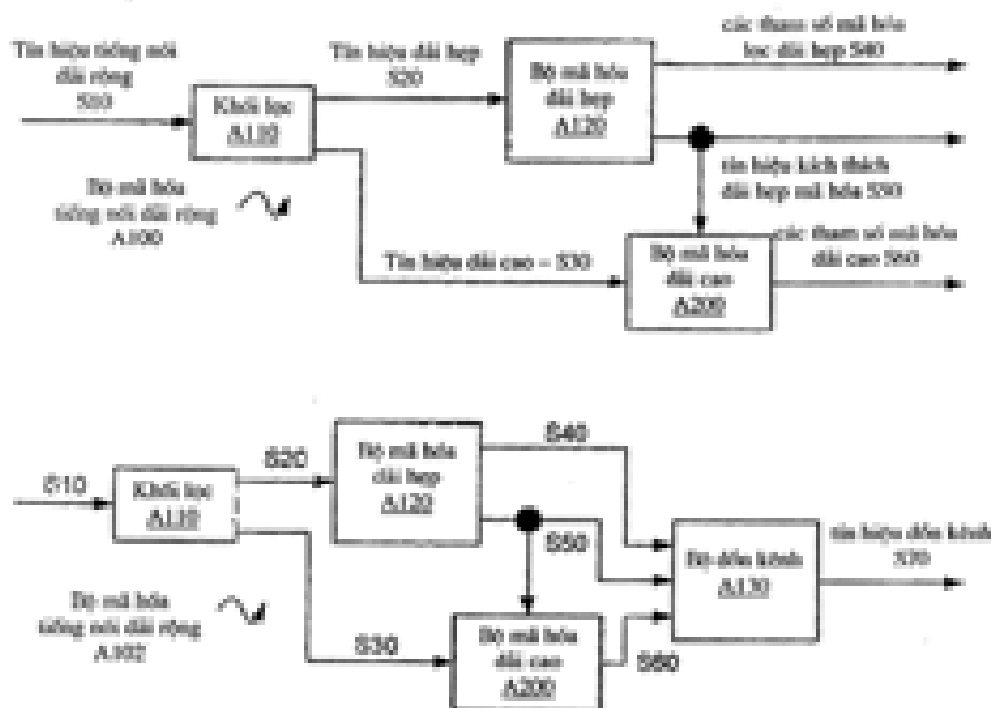 Tín hiệu tiếng nói
dải rộng
S10
Khối lọc
A110
Tín hiệu dải hẹp
S20
Bộ mã hóa
dải hẹp
A120
các tham số mã hóa
lọc dải hẹp S40
tín hiệu kích thích
dải hẹp mã hóa S50
Bộ mã hóa
tiếng nói dải rộng
A100
Tín hiệu dải cao – S30
Bộ mã hóa
dải cao
A200
các tham số mã hóa
dải cao S60
S10
Khối lọc
A110
S20
Bộ mã hóa
dải hẹp
A120
S40
S50
Bộ dồn kênh
A130
tín hiệu dồn kênh
S70
Bộ mã hóa
tiếng nói dải rộng
A102
S30
Bộ mã hóa
dải cao
A200
S60